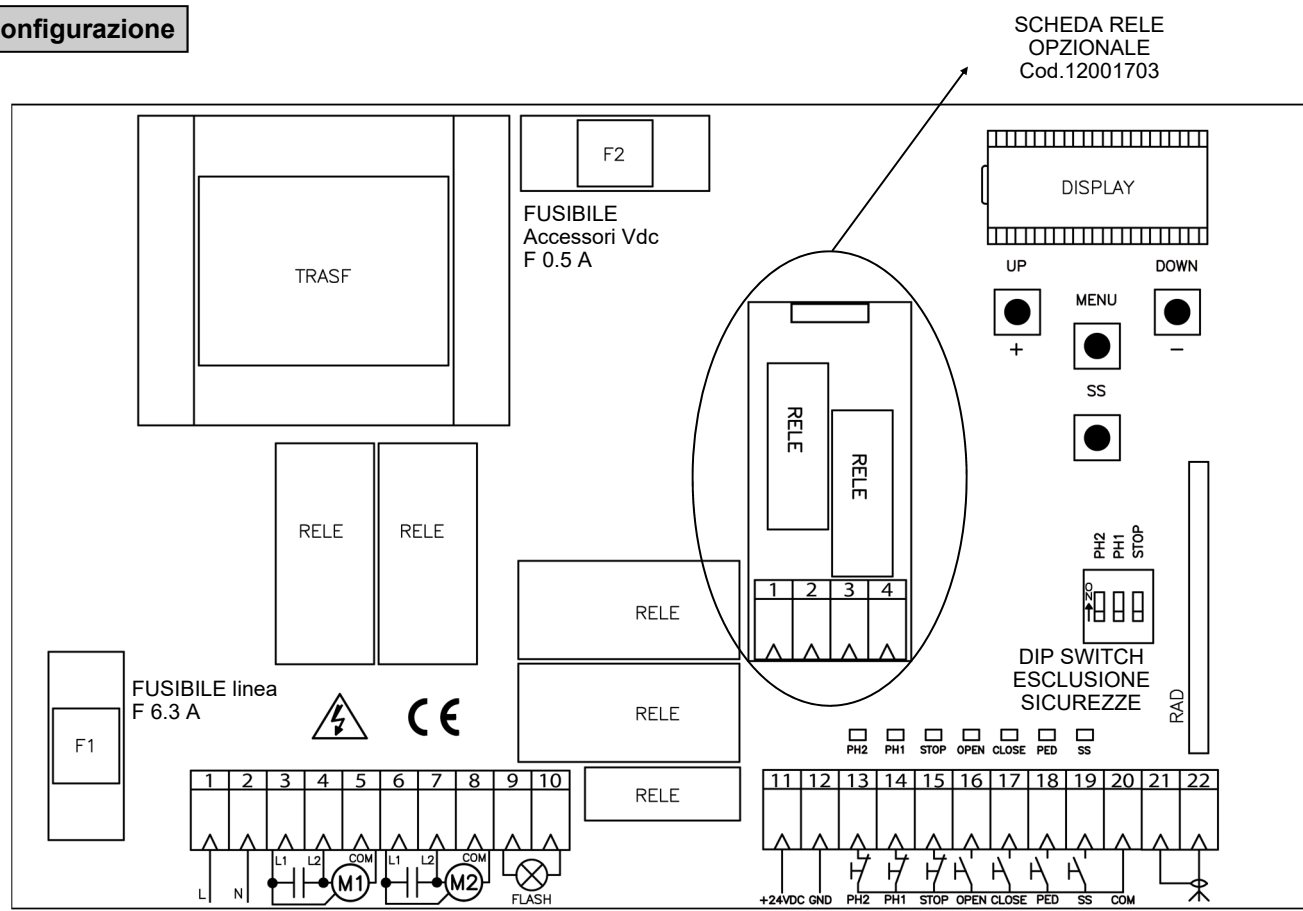 onfigurazione
SCHEDA RELE
OPZIONALE
Cod.12001703
F2
FUSIBILE
Accessori Vdc
F 0.5 A
TRASF
DISPLAY
UP
DOWN
MENU
+
-
SS
RELE
RELE
1 2 3 4
RELE
RELE
RELE
RELE
RELE
PH2
PH1
STOP
ON
DIP SWITCH
ESCLUSIONE
SICUREZZE
RAD
FUSIBILE linea
F 6.3 A
F1
CE
PH2 PH1 STOP OPEN CLOSE PED SS
1 2 3 4 5 6 7 8 9 10
L1 L2 COM L1 L2 COM
M1 M2
L N FLASH
11 12 13 14 15 16 17 18 19 20 21 22
+24VDC GND PH2 PH1 STOP OPEN CLOSE PED SS COM